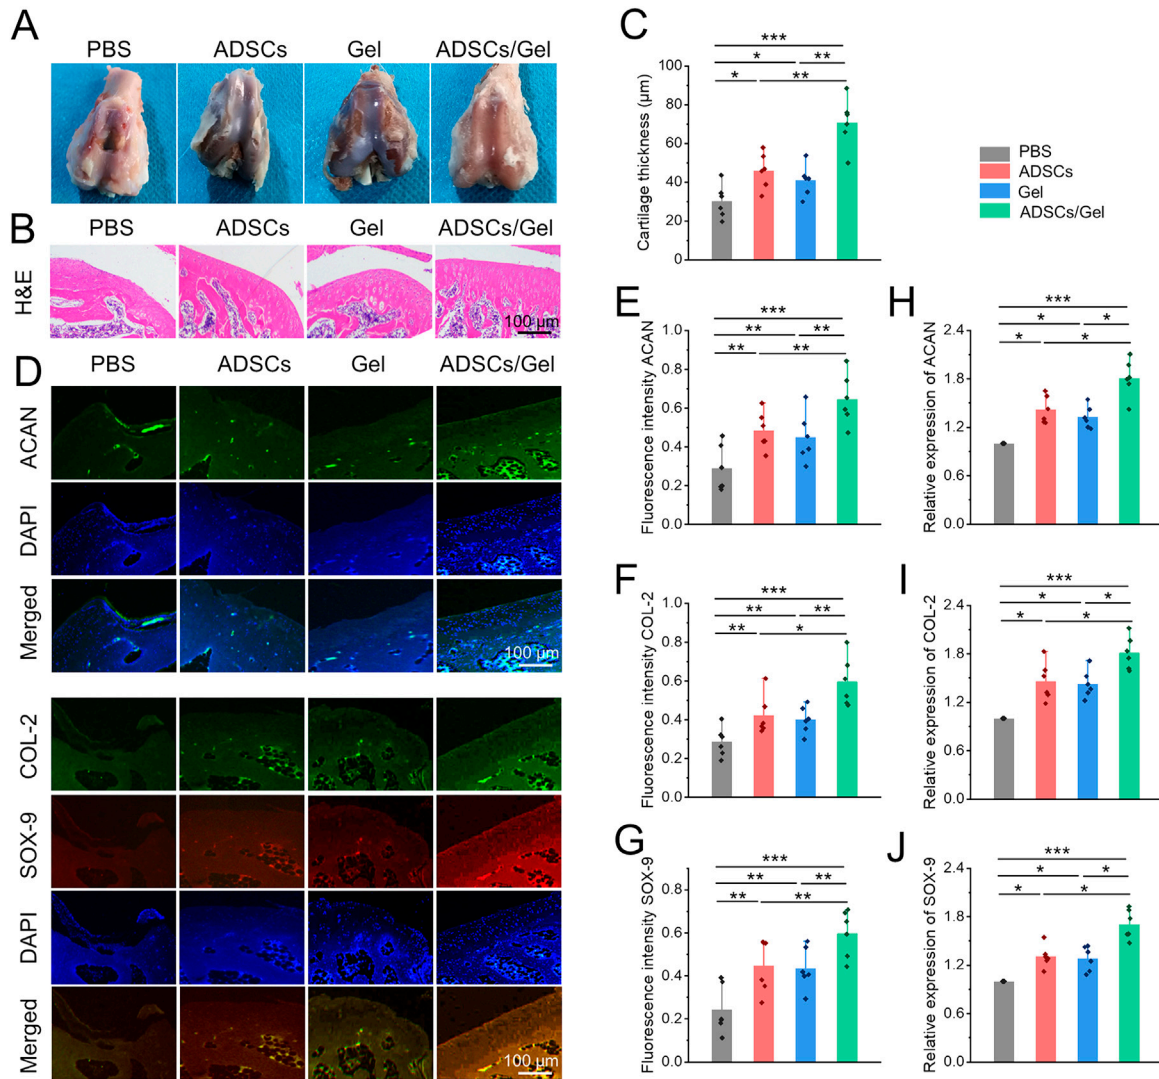 A
PBS
ADSCs
Gel
ADSCs/Gel
B
PBS
ADSCs
Gel
ADSCs/Gel
H&E
100 µm
D
PBS
ADSCs
Gel
ADSCs/Gel
ACAN
DAPI
Merged
100 µm
COL-2
SOX-9
DAPI
Merged
100 µm
C
***
* **
* **
Cartilage thickness (µm)
100
80
60
40
20
0
PBS
ADSCs
Gel
ADSCs/Gel
E
***
** **
** **
Fluorescence intensity ACAN
1.0
0.8
0.6
0.4
0.2
0.0
H
***
* *
* *
Relative expression of ACAN
2.4
1.8
1.2
0.6
0.0
F
***
** **
** *
Fluorescence intensity COL-2
1.0
0.8
0.6
0.4
0.2
0.0
I
***
* *
* *
Relative expression of COL-2
2.4
1.8
1.2
0.6
0.0
G
***
** **
** **
Fluorescence intensity SOX-9
0.8
0.6
0.4
0.2
0.0
J
***
* *
* *
Relative expression of SOX-9
2.4
1.8
1.2
0.6
0.0